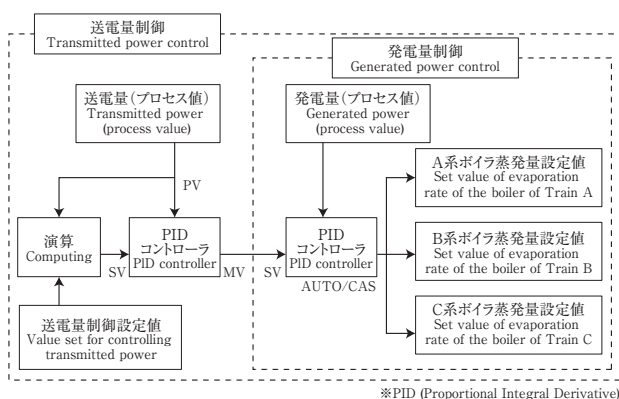 送電量制御
Transmitted power control
発電量制御
Generated power control
送電量（プロセス値）
Transmitted power
(process value)
発電量（プロセス値）
Generated power
(process value)
PV
演算
Computing
SV
PID
コントローラ
PID controller
MV
SV
PID
コントローラ
PID controller
AUTO/CAS
A系ボイラ蒸発量設定値
Set value of evaporation
rate of the boiler of Train A
B系ボイラ蒸発量設定値
Set value of evaporation
rate of the boiler of Train B
C系ボイラ蒸発量設定値
Set value of evaporation
rate of the boiler of Train C
送電量制御設定値
Value set for controlling
transmitted power
※PID (Proportional Integral Derivative)